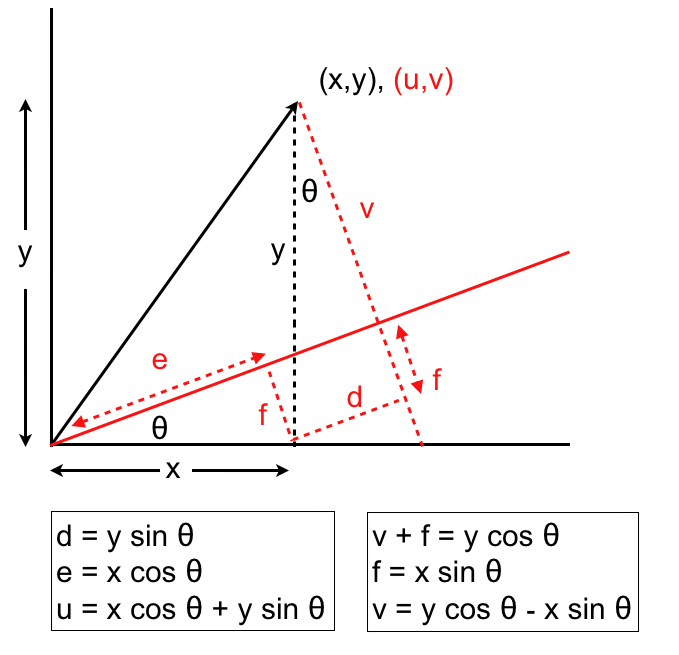 (x,y), (u,v)
θ
v
y
y
e
f
d
f
θ
x
d = y sin θ
e = x cos θ
u = x cos θ + y sin θ
v + f = y cos θ
f = x sin θ
v = y cos θ - x sin θ